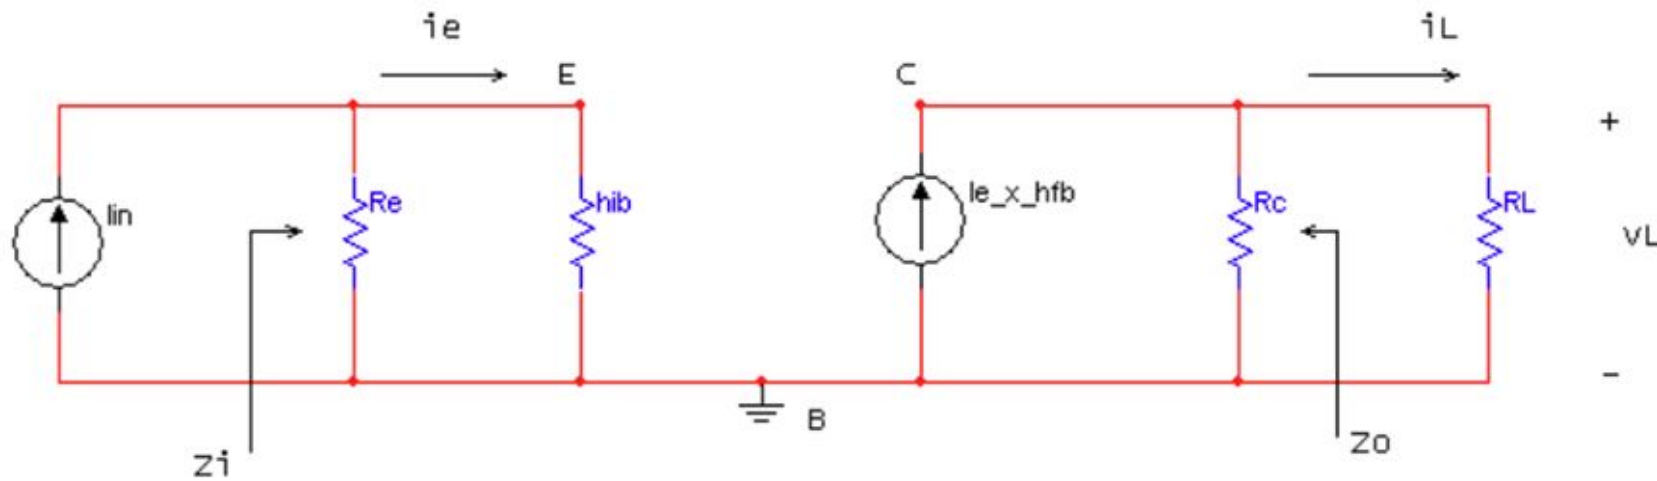 ie
iL
E
C
Iin
Re
hib
Ie_x_hfb
Rc
RL
+
vL
-
B
Zi
Zo